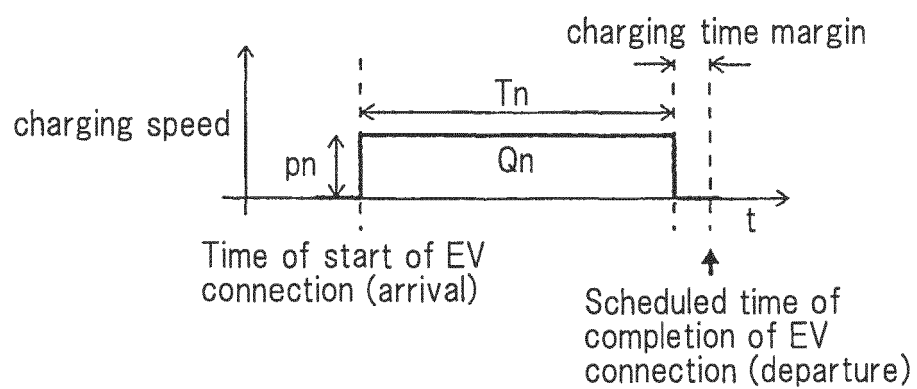 charging time margin
Tn
charging speed
pn
Qn
t
Time of start of EV
connection (arrival)
Scheduled time of
completion of EV
connection (departure)